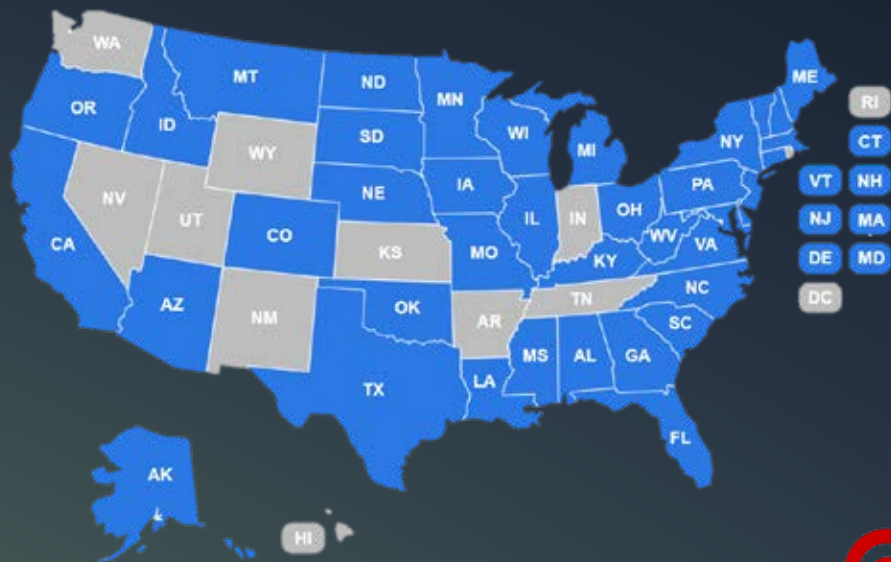 WA
MT
ND
MN
ME
OR
ID
SD
WI
MI
NY
RI
WY
CT
NE
IA
PA
VT
NH
NV
UT
IL
IN
OH
NJ
MA
CA
CO
KS
MO
KY
WV
VA
DE
MD
AZ
NM
OK
AR
TN
NC
DC
SC
TX
LA
MS
AL
GA
FL
AK
HI